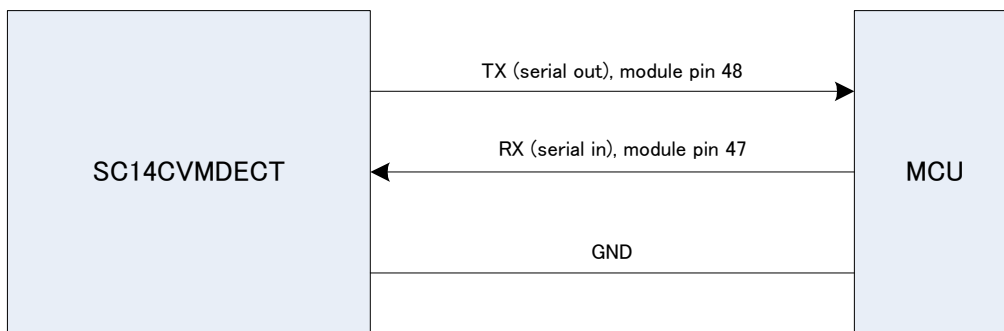 TX (serial out), module pin 48
RX (serial in), module pin 47
SC14CVMDECT
MCU
GND